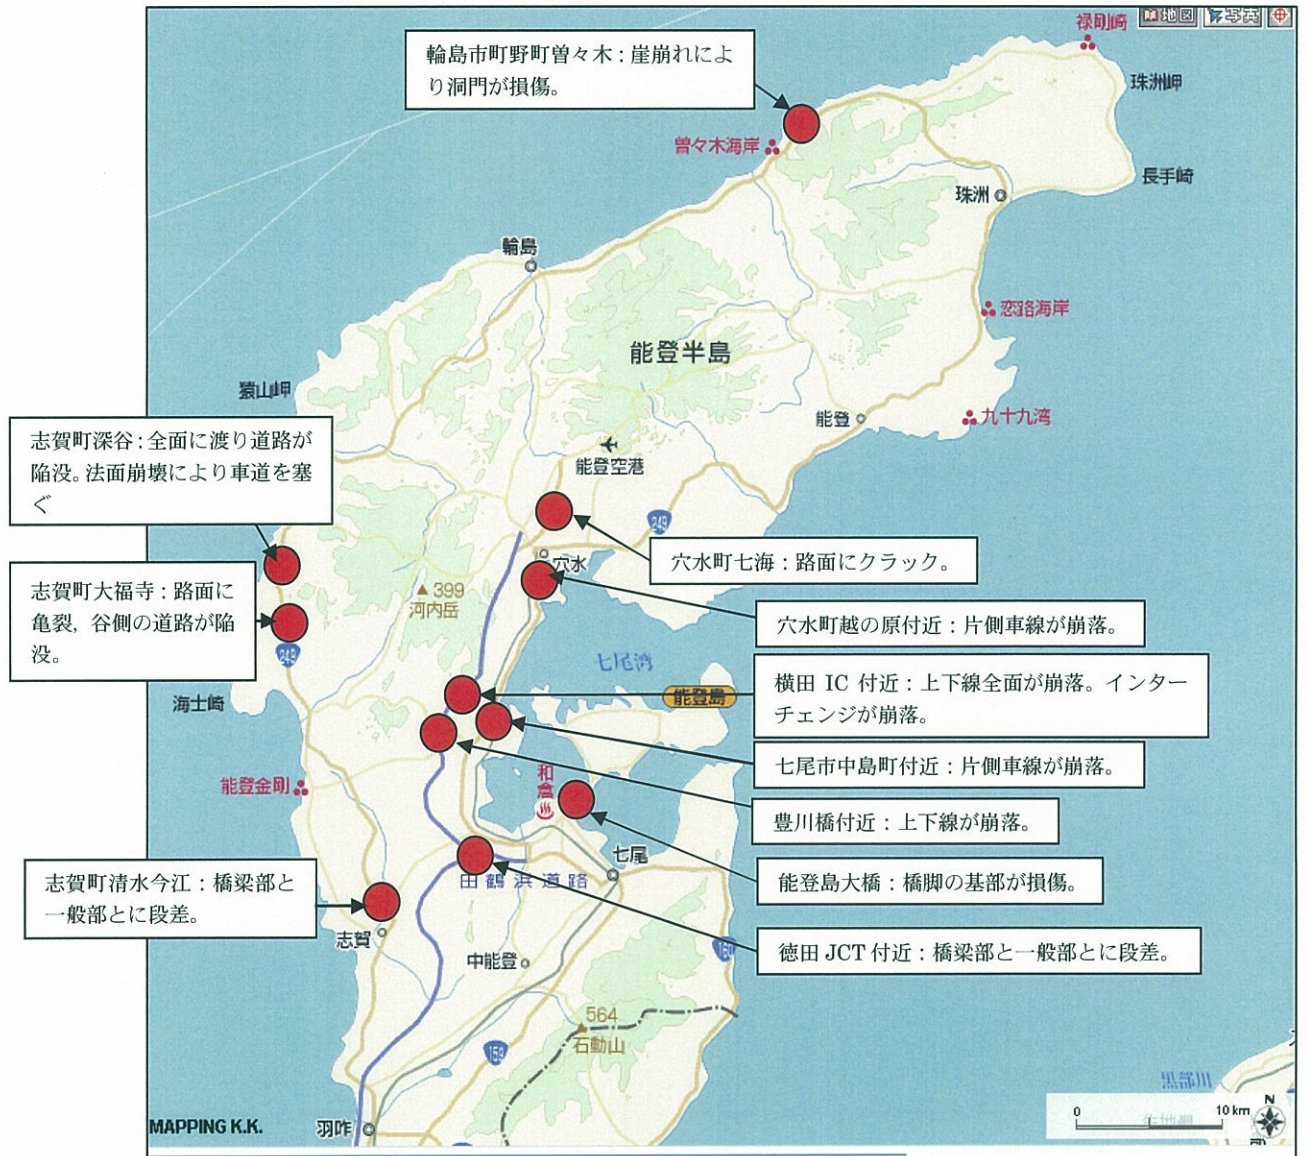 地図
写真
禄剛崎
輪島市町野町曽々木：崖崩れによ
り洞門が損傷。
珠洲岬
曽々木海岸
長手崎
珠洲
輪島
恋路海岸
能登半島
猿山岬
能登
九十九湾
志賀町深谷：全面に渡り道路が
陥没。法面崩壊により車道を塞
ぐ
能登空港
249
穴水
穴水町七海：路面にクラック。
志賀町大福寺：路面に
亀裂，谷側の道路が陥
没。
399
河内岳
穴水町越の原付近：片側車線が崩落。
249
七尾湾
海士崎
能登島
横田 IC 付近：上下線全面が崩落。インター
チェンジが崩落。
七尾市中島町付近：片側車線が崩落。
能登金剛
和倉
豊川橋付近：上下線が崩落。
七尾
志賀町清水今江：橋梁部と
一般部とに段差。
田鶴浜道路
能登島大橋：橋脚の基部が損傷。
志賀
徳田 JCT 付近：橋梁部と一般部とに段差。
160
中能登
564
石動山
159
黒部川
MAPPING K.K.
羽咋
0
10 km
N